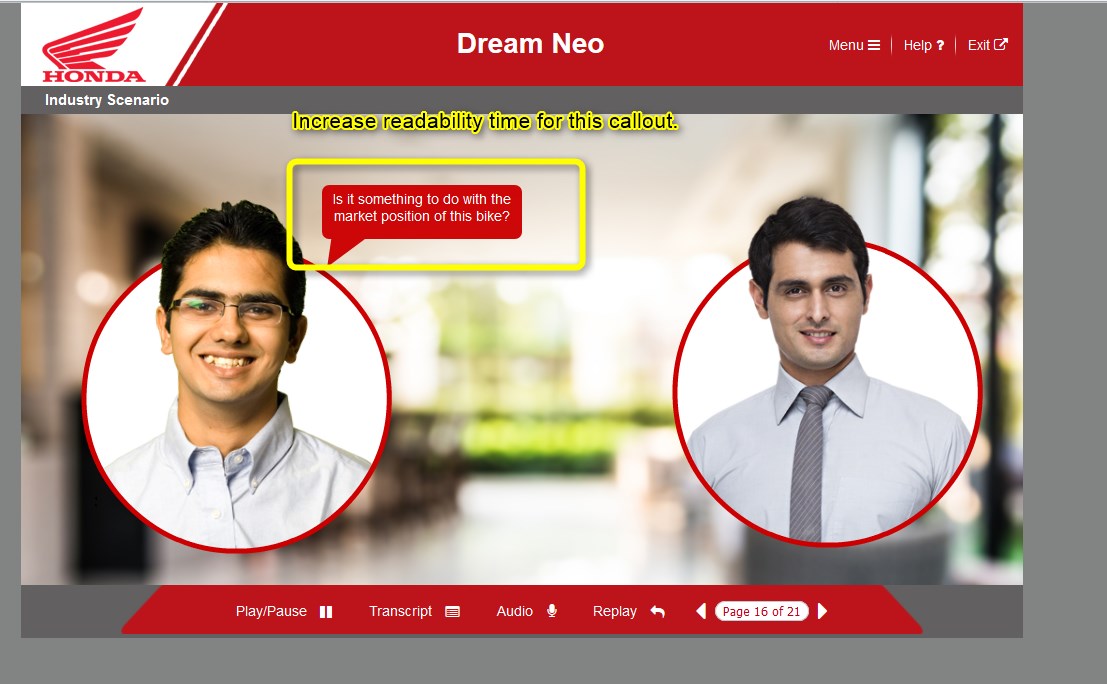 HONDA
Dream Neo
Menu
Help ?
Exit
Industry Scenario
Increase readability time for this callout.
Is it something to do with the
market position of this bike?
Play/Pause
Transcript
Audio
Replay
Page 16 of 21